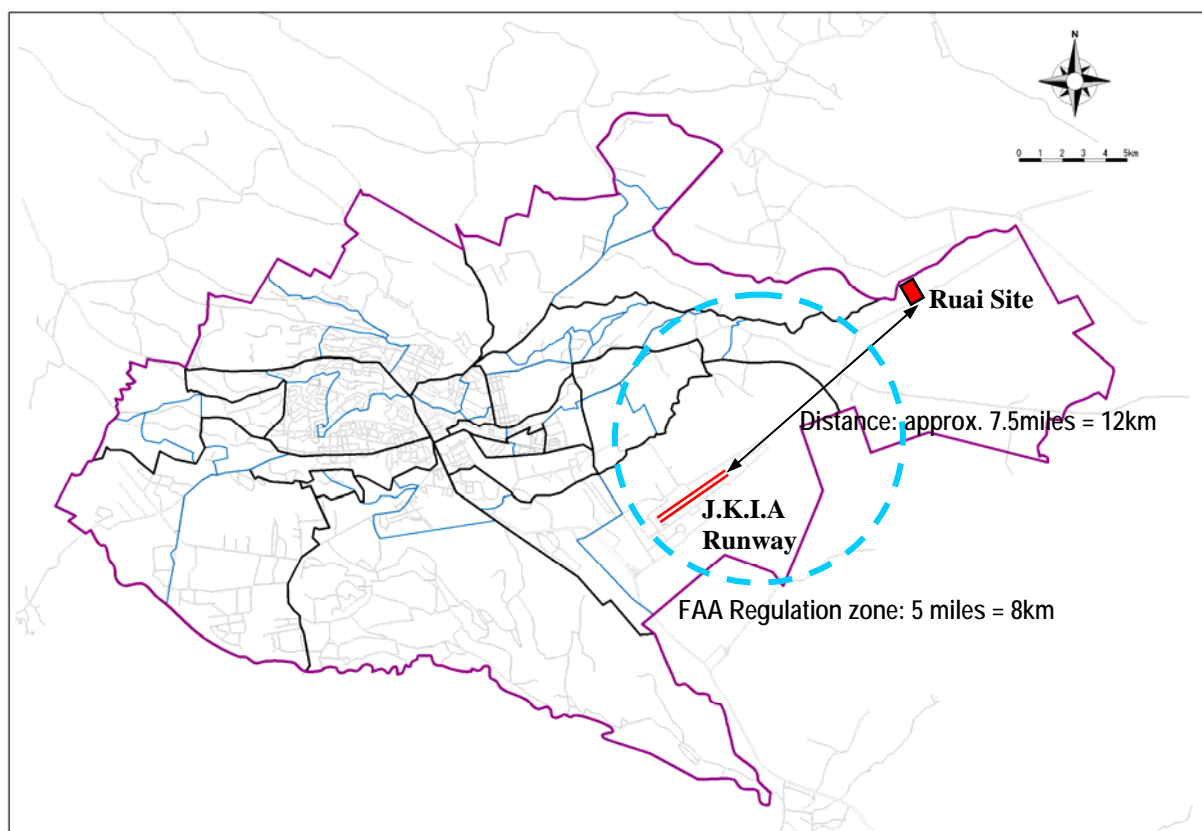 N
0 1 2 3 4 5km
Ruai Site
Distance: approx. 7.5miles = 12km
J.K.I.A
Runway
FAA Regulation zone: 5 miles = 8km